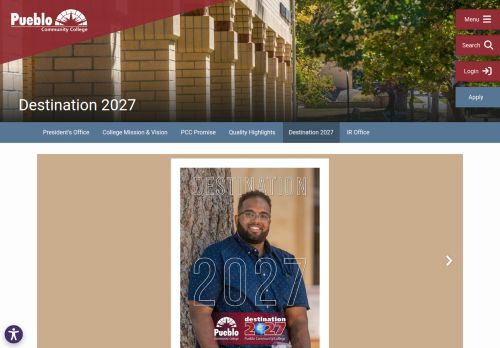 Pueblo
Community College
Menu
Search
Login
Apply
Destination 2027
President's Office
College Mission & Vision
PCC Promise
Quality Highlights
Destination 2027
IR Office
DESTINATION
2027
Pueblo
community college
destination
2027
Pueblo Community College